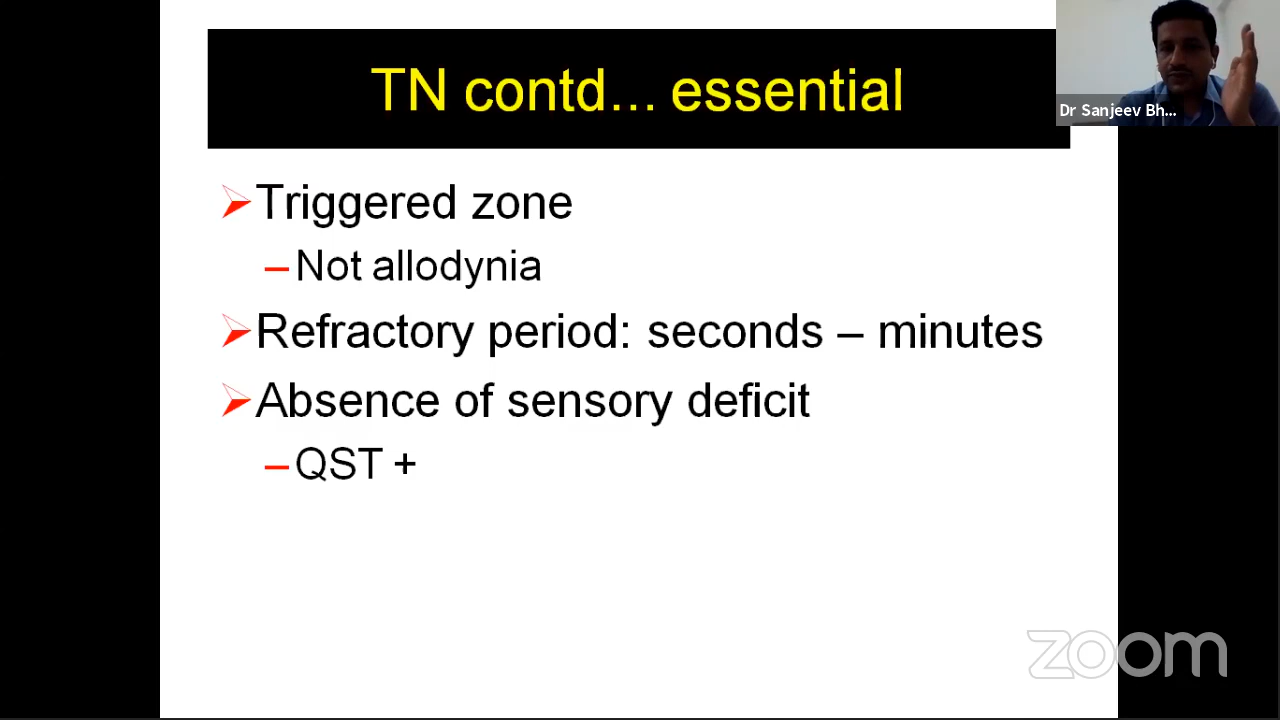 TN contd... essential
Dr Sanjeev Bh...
Triggered zone
– Not allodynia
Refractory period: seconds – minutes
Absence of sensory deficit
– QST +
zoom